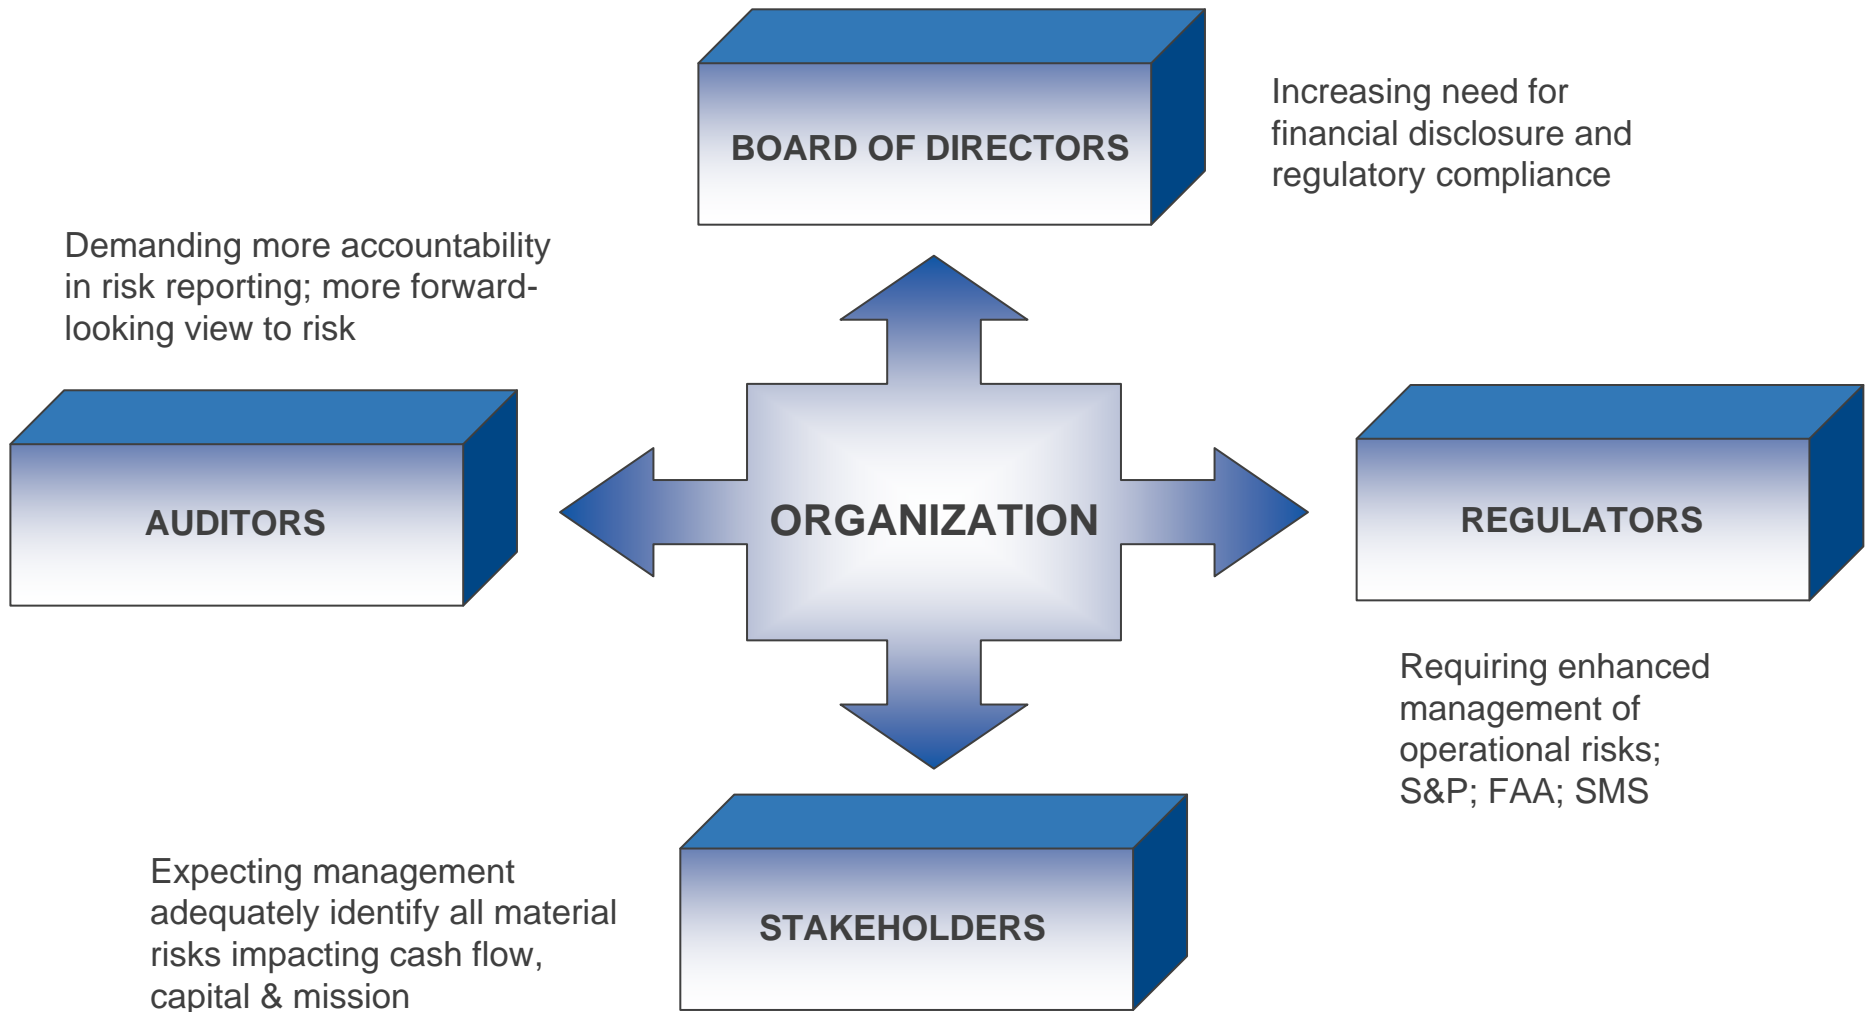 BOARD OF DIRECTORS
Increasing need for
financial disclosure and
regulatory compliance
Demanding more accountability
in risk reporting; more forward-
looking view to risk
AUDITORS
ORGANIZATION
REGULATORS
Requiring enhanced
management of
operational risks;
S&P; FAA; SMS
Expecting management
adequately identify all material
risks impacting cash flow,
capital & mission
STAKEHOLDERS